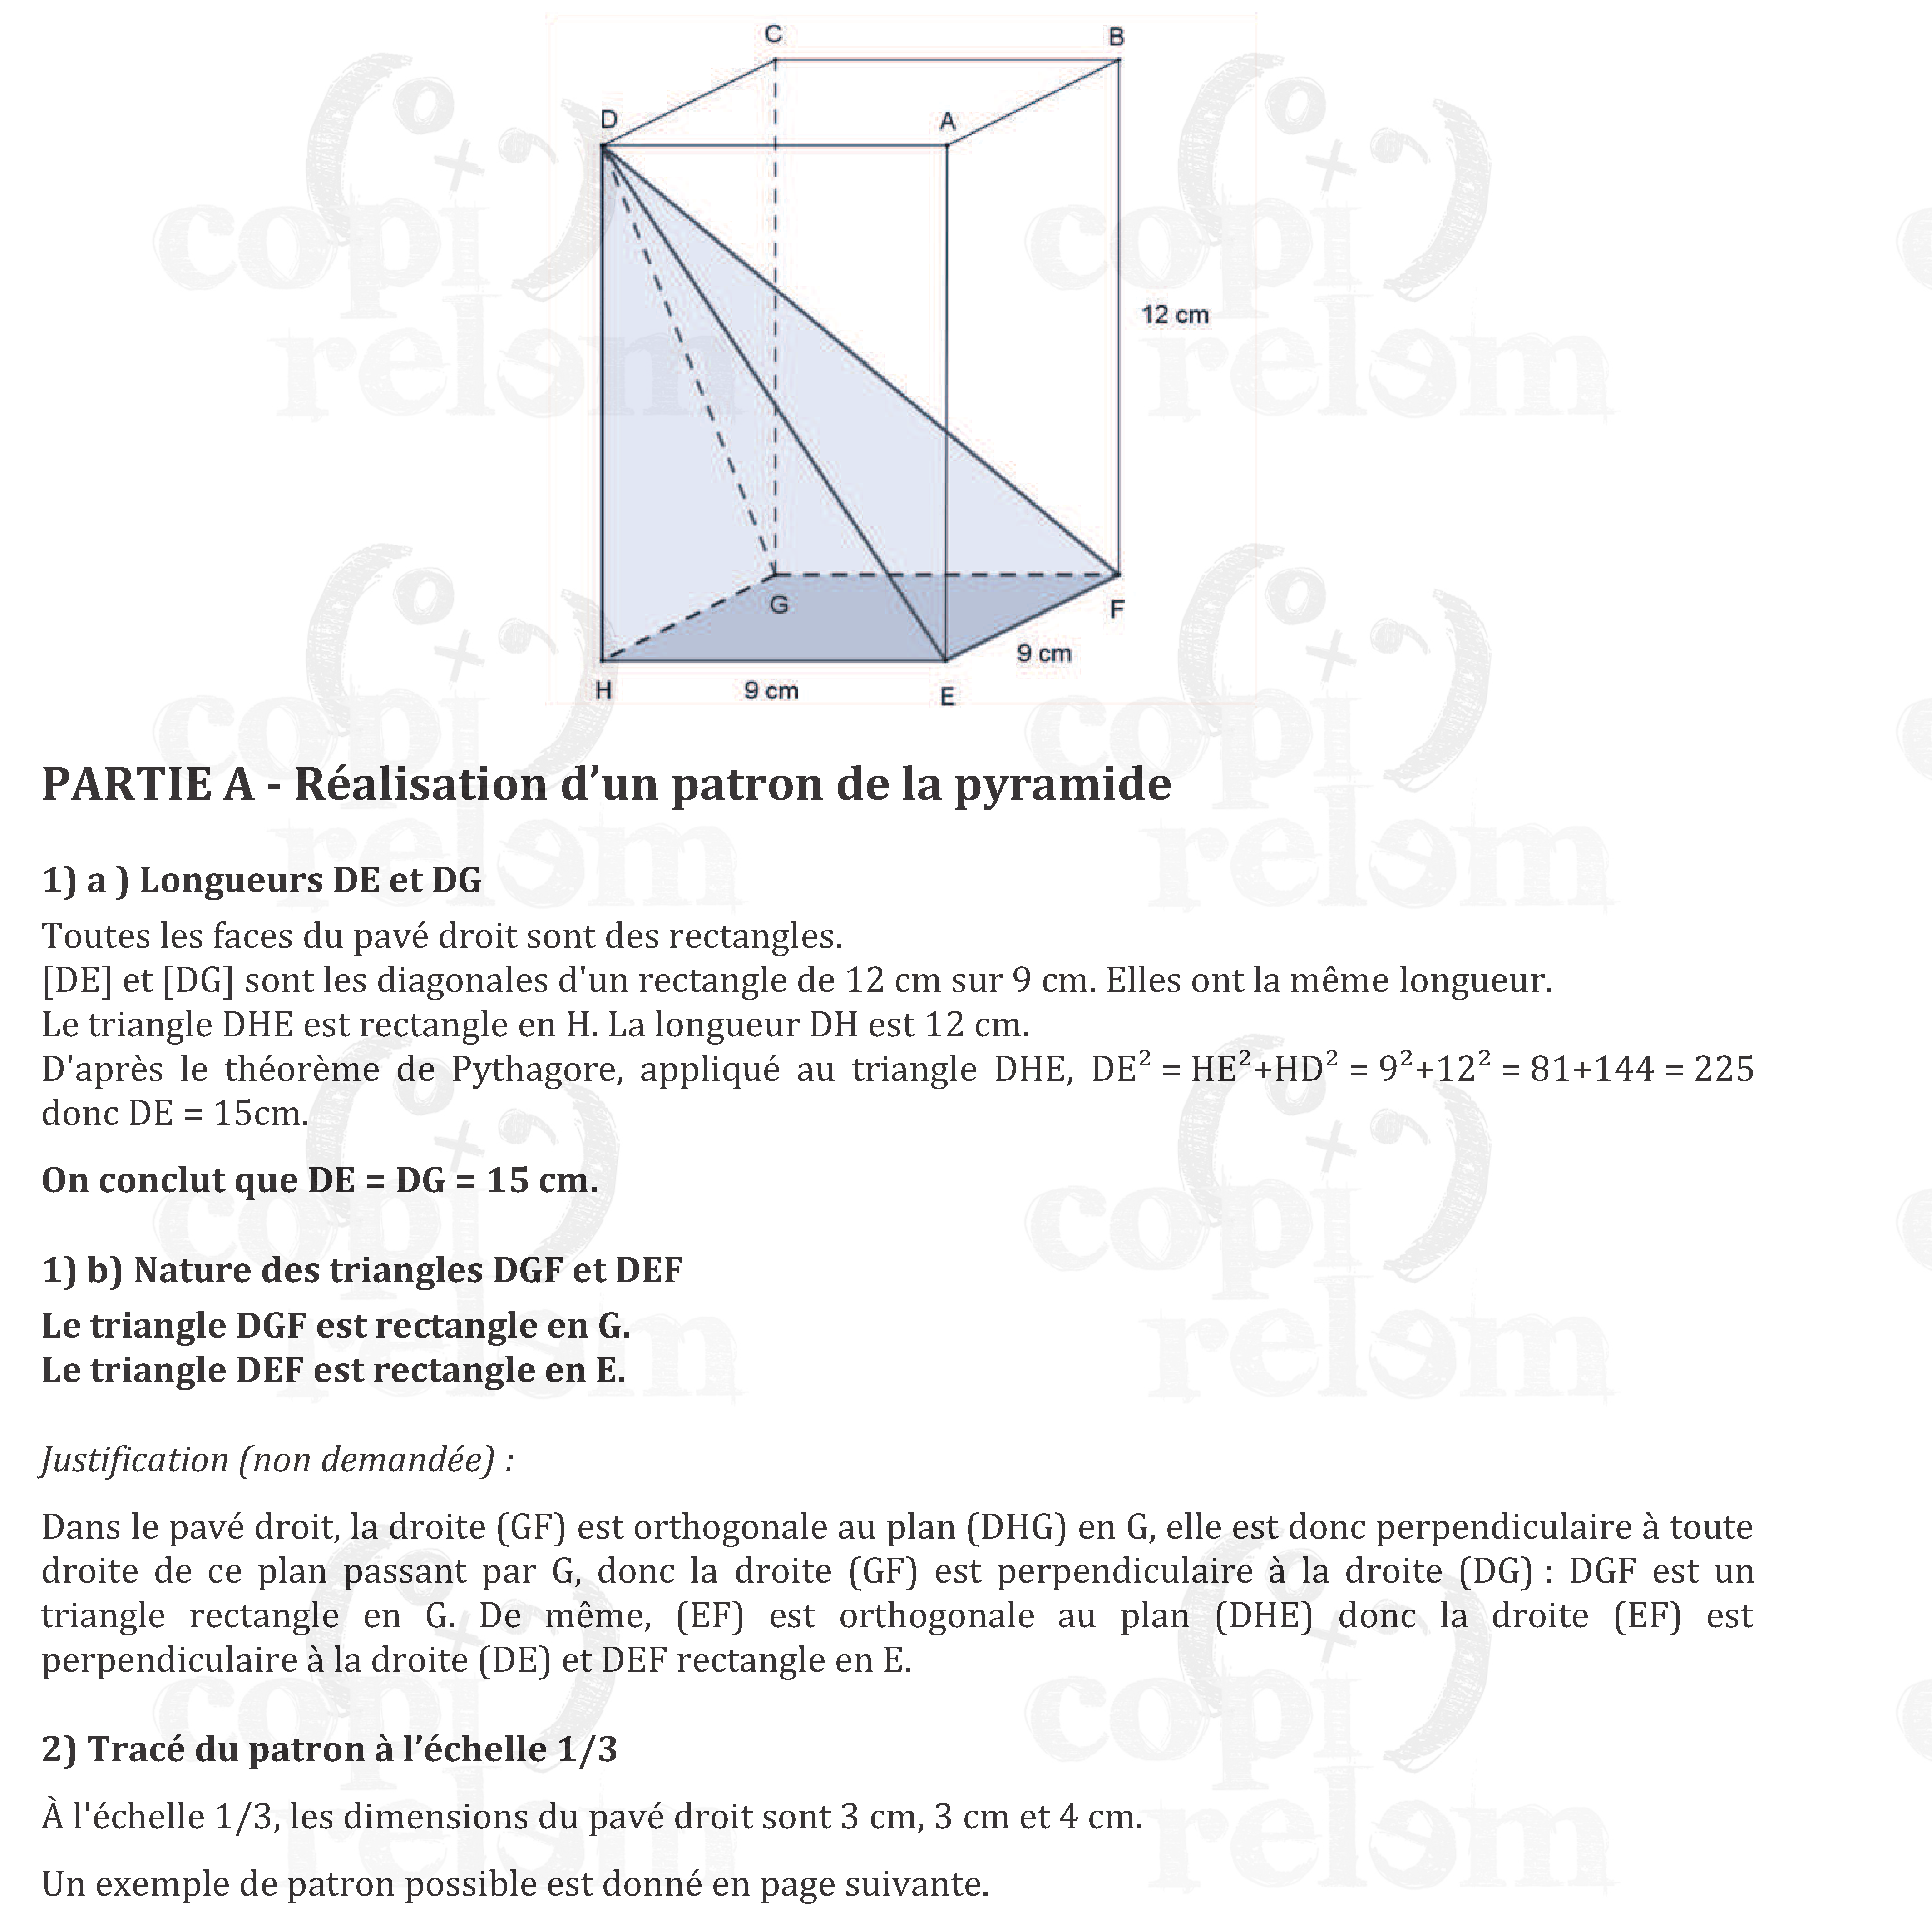 C
B
D
A
12 cm
G
F
9 cm
H
9 cm
E
PARTIE A - Réalisation d’un patron de la pyramide
1) a ) Longueurs DE et DG
Toutes les faces du pavé droit sont des rectangles.
[DE] et [DG] sont les diagonales d'un rectangle de 12 cm sur 9 cm. Elles ont la même longueur.
Le triangle DHE est rectangle en H. La longueur DH est 12 cm.
D'après le théorème de Pythagore, appliqué au triangle DHE, DE² = HE²+HD² = 9²+12² = 81+144 = 225
donc DE = 15cm.
On conclut que DE = DG = 15 cm.
1) b) Nature des triangles DGF et DEF
Le triangle DGF est rectangle en G.
Le triangle DEF est rectangle en E.
Justification (non demandée) :
Dans le pavé droit, la droite (GF) est orthogonale au plan (DHG) en G, elle est donc perpendiculaire à toute
droite de ce plan passant par G, donc la droite (GF) est perpendiculaire à la droite (DG) : DGF est un
triangle rectangle en G. De même, (EF) est orthogonale au plan (DHE) donc la droite (EF) est
perpendiculaire à la droite (DE) et DEF rectangle en E.
2) Tracé du patron à l’échelle 1/3
À l'échelle 1/3, les dimensions du pavé droit sont 3 cm, 3 cm et 4 cm.
Un exemple de patron possible est donné en page suivante.